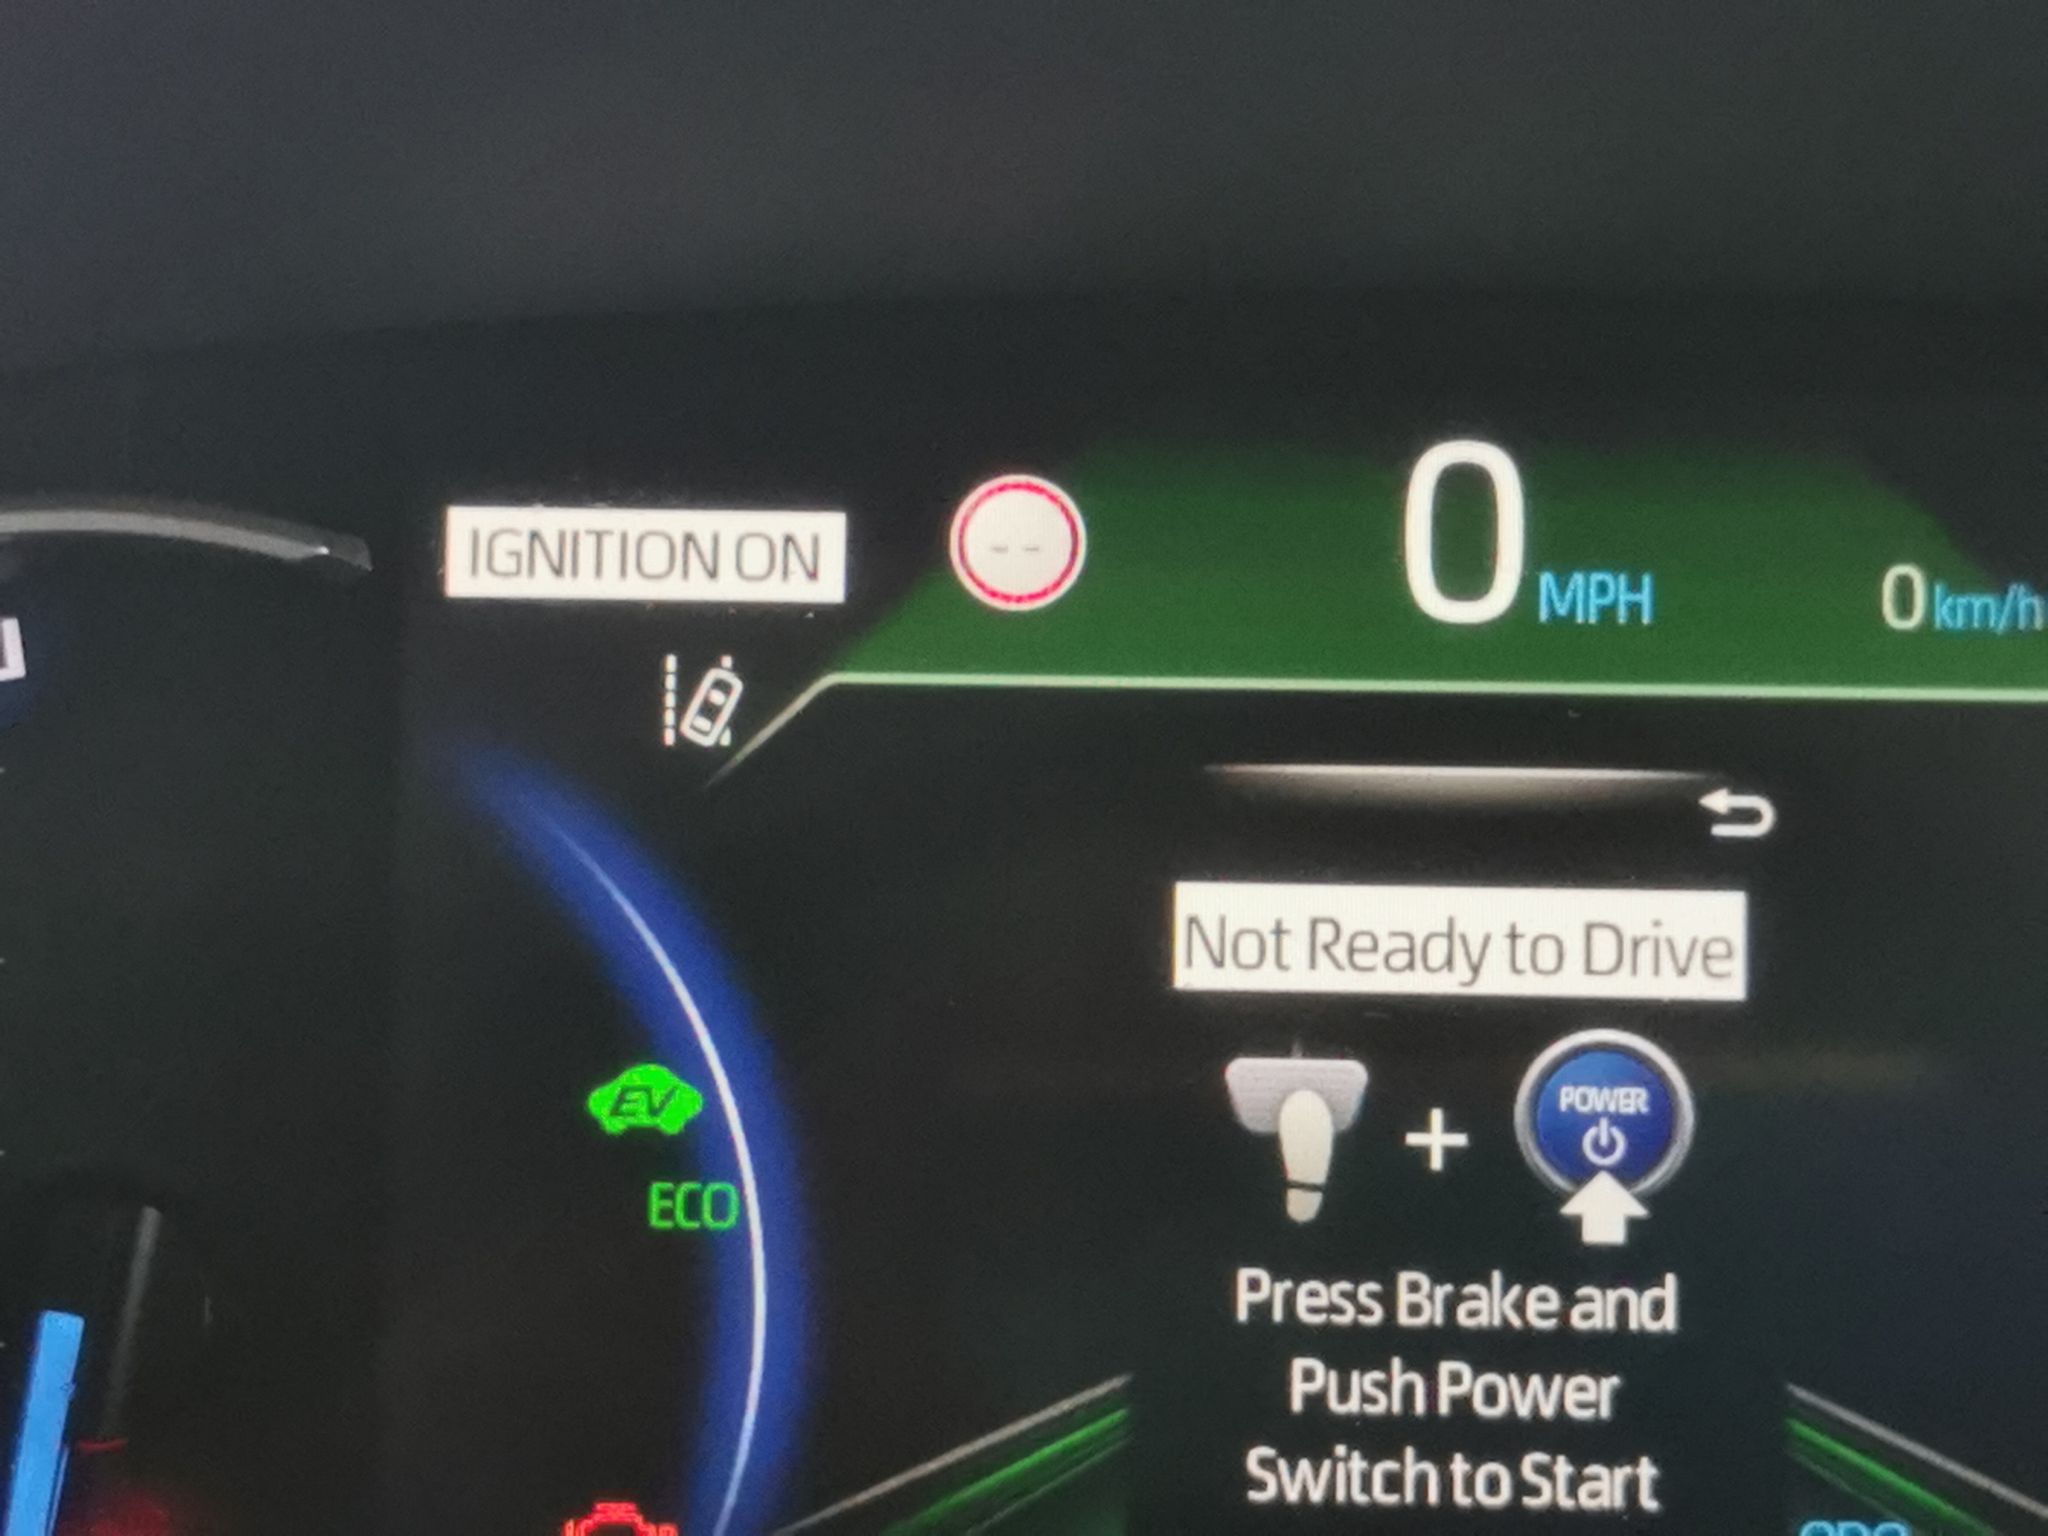 IGNITION ON
--
0 MPH
0 km/h
Not Ready to Drive
POWER
+
EV
ECO
Press Brake and
Push Power
Switch to Start